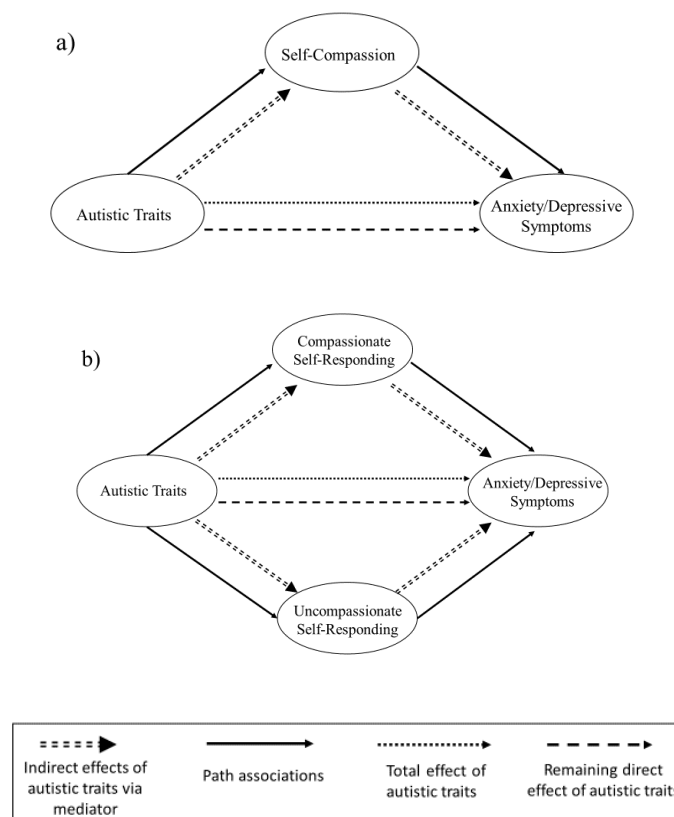 a)
Self-Compassion
Autistic Traits
Anxiety/Depressive
Symptoms
b)
Compassionate
Self-Responding
Autistic Traits
Anxiety/Depressive
Symptoms
Uncompassionate
Self-Responding
Indirect effects of
autistic traits via
mediator
Path associations
Total effect of
autistic traits
Remaining direct
effect of autistic traits